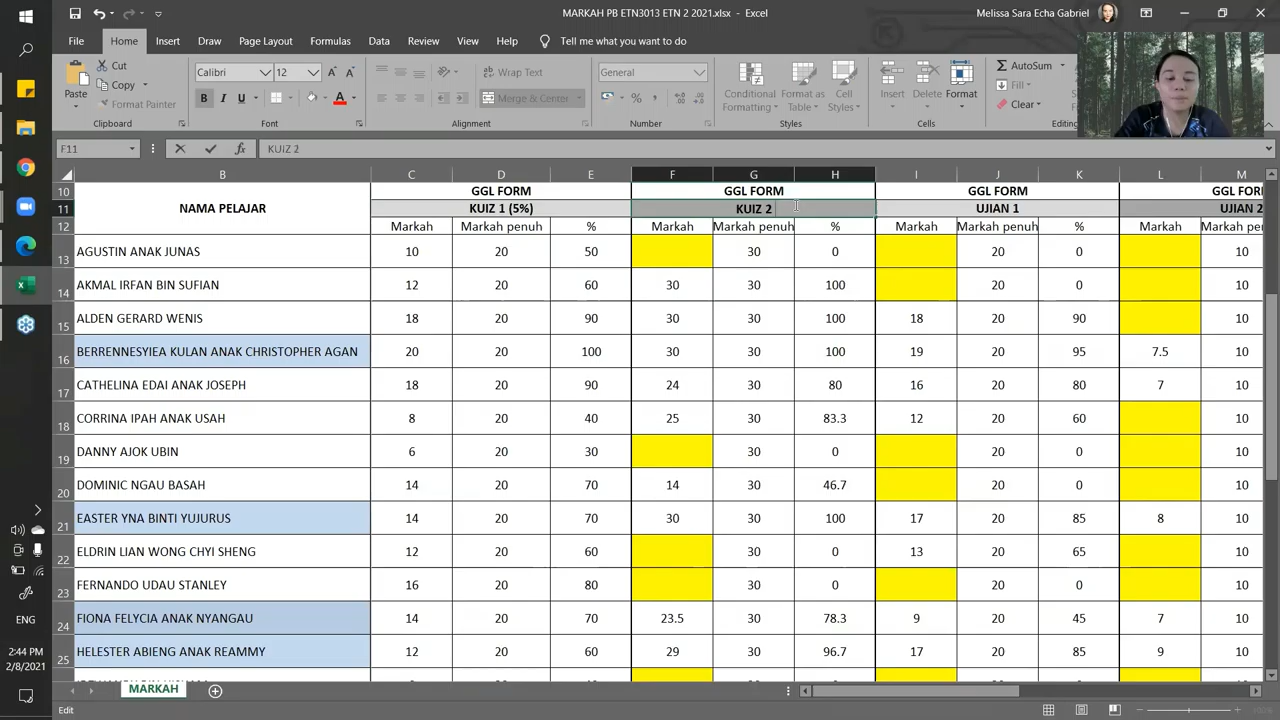 MARKAH PB ETN3013 ETN 2 2021.xlsx - Excel
Melissa Sara Echa Gabriel
File Home Insert Draw Page Layout Formulas Data Review View Help Tell me what you want to do
Cut
Copy
Format Painter
Paste
Clipboard
Calibri 12
B I U
Font
Wrap Text
Merge & Center
Alignment
General
Number
Conditional Formatting
Format as Table
Cell Styles
Styles
Insert Delete Format
Cells
AutoSum
Fill
Clear
F11 fx KUIZ 2
B C D E F G H I J K L M
10 GGL FORM GGL FORM GGL FORM
11 NAMA PELAJAR KUIZ 1 (5%) KUIZ 2 UJIAN 1 UJIAN 2
12 Markah Markah penuh % Markah Markah penuh % Markah Markah penuh % Markah
13 AGUSTIN ANAK JUNAS 10 20 50 30 0 20 0 10
14 AKMAL IRFAN BIN SUFIAN 12 20 60 30 30 100 20 0 10
15 ALDEN GERARD WENIS 18 20 90 30 30 100 18 20 90 10
16 BERRENNESYIEA KULAN ANAK CHRISTOPHER AGAN 20 20 100 30 30 100 19 20 95 7.5 10
17 CATHELINA EDAI ANAK JOSEPH 18 20 90 24 30 80 16 20 80 7 10
18 CORRINA IPAH ANAK USAH 8 20 40 25 30 83.3 12 20 60 10
19 DANNY AJOK UBIN 6 20 30 30 0 20 0 10
20 DOMINIC NGAU BASAH 14 20 70 14 30 46.7 20 0 10
21 EASTER YNA BINTI YUJURUS 14 20 70 30 30 100 17 20 85 8 10
22 ELDRIN LIAN WONG CHYI SHENG 12 20 60 30 0 13 20 65 10
23 FERNANDO UDAU STANLEY 16 20 80 30 0 20 0 10
24 FIONA FELYCIA ANAK NYANGAU 14 20 70 23.5 30 78.3 9 20 45 7 10
25 HELESTER ABIENG ANAK REAMMY 12 20 60 29 30 96.7 17 20 85 9 10
MARKAH
Edit
ENG
2:44 PM
2/8/2021